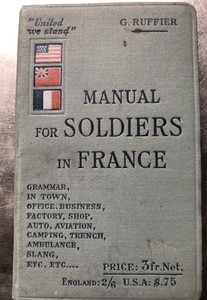 "United
we stand"
G. RUFFIER
MANUAL
FOR SOLDIERS
IN FRANCE
GRAMMAR,
IN TOWN,
OFFICE, BUSINESS,
FACTORY, SHOP,
AUTO, AVIATION,
CAMPING, TRENCH,
AMBULANCE,
SLANG,
ETC. ETC....
PRICE: 3fr. Net.
ENGLAND: 2/6 U.S.A: $.75